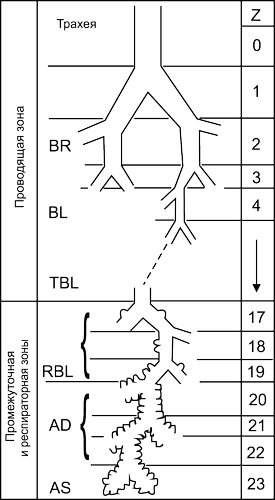 Трахея
Z
0
1
BR
2
3
BL
4
TBL
17
18
RBL
19
20
AD
21
22
AS
23
Проводящая зона
Промежуточная
и респираторная зоны